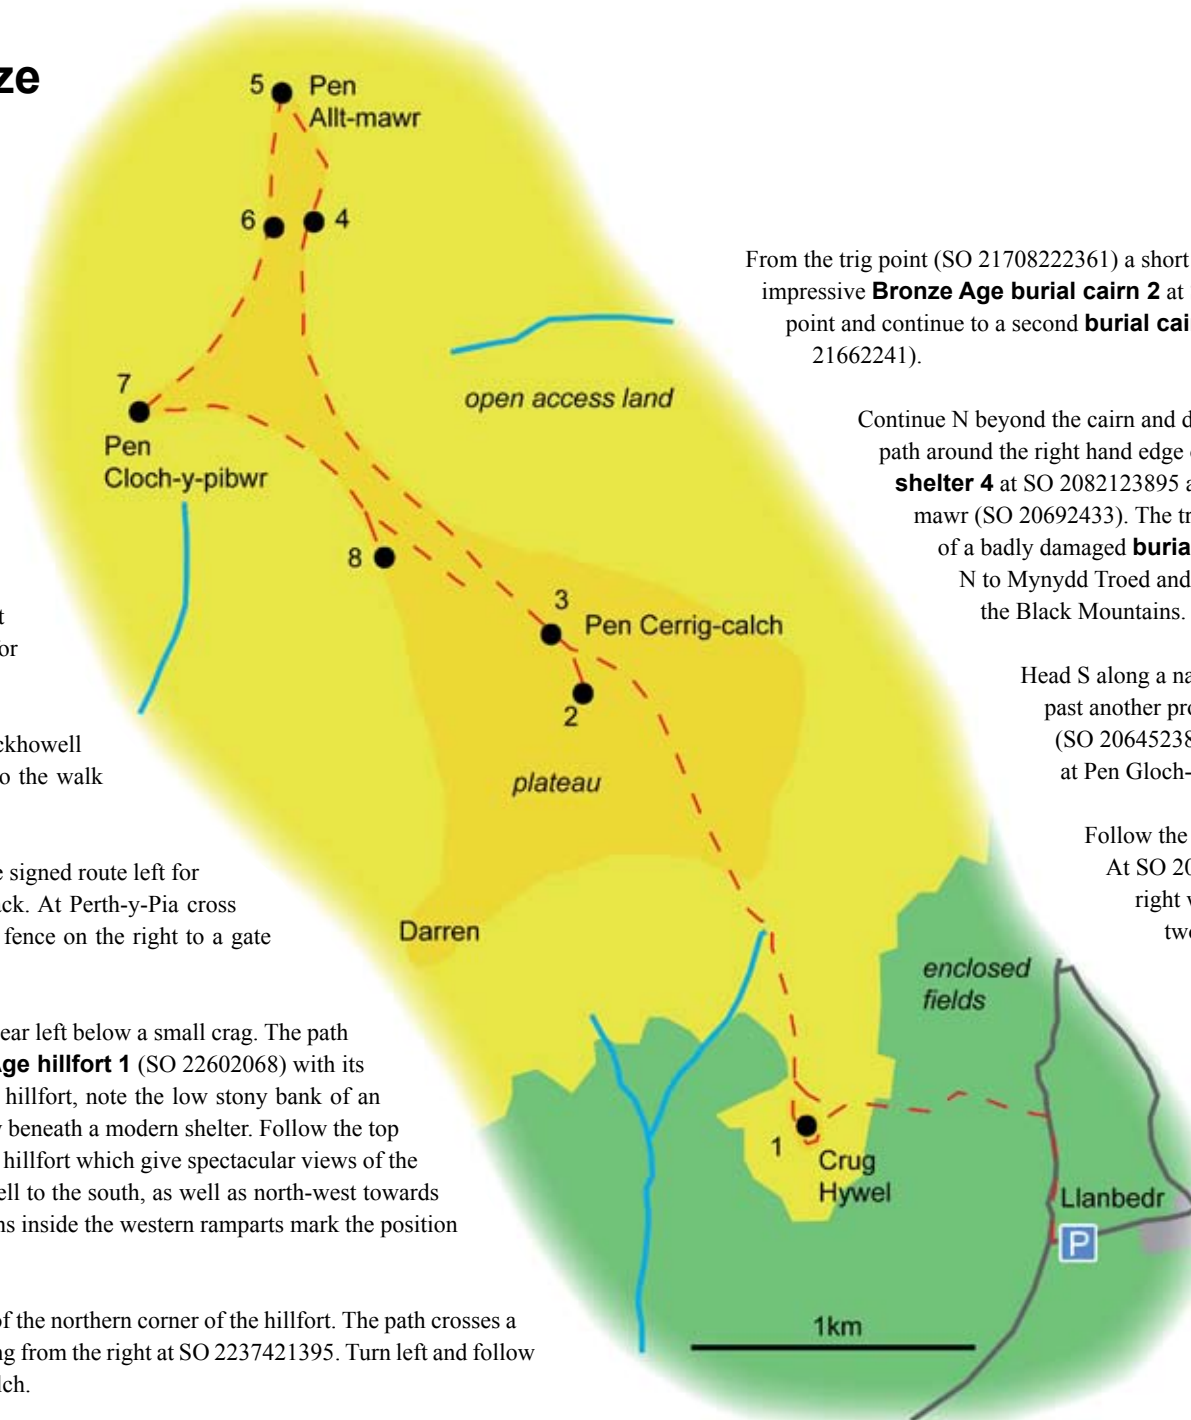 ze
5 Pen
Allt-mawr
6
4
7
Pen
Cloch-y-pibwr
open access land
8
3
Pen Cerrig-calch
2
plateau
Darren
enclosed
fields
1
Crug
Hywel
Llanbedr
P
1km
t
or
ckhowell
o the walk
e signed route left for
ack. At Perth-y-Pia cross
fence on the right to a gate
ear left below a small crag. The path
Age hillfort 1 (SO 22602068) with its
hillfort, note the low stony bank of an
y beneath a modern shelter. Follow the top
hillfort which give spectacular views of the
ell to the south, as well as north-west towards
ns inside the western ramparts mark the position
of the northern corner of the hillfort. The path crosses a
ng from the right at SO 2237421395. Turn left and follow
lch.
From the trig point (SO 21708222361) a short
impressive Bronze Age burial cairn 2 at
point and continue to a second burial cai
21662241).
Continue N beyond the cairn and d
path around the right hand edge
shelter 4 at SO 2082123895 a
mawr (SO 20692433). The tr
of a badly damaged buria
N to Mynydd Troed and
the Black Mountains.
Head S along a na
past another pro
(SO 20645238
at Pen Gloch-
Follow the
At SO 20
right w
two